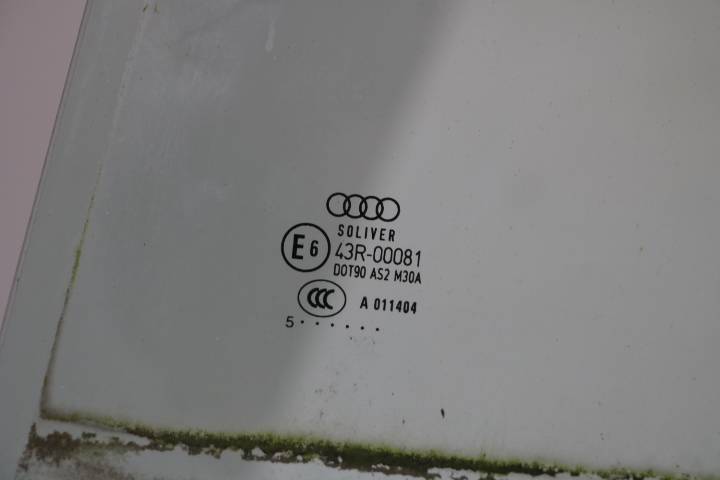 SOLIVER
E6 43R-00081
DOT90 AS2 M30A
CCC A 011404
5 · · · · · ·